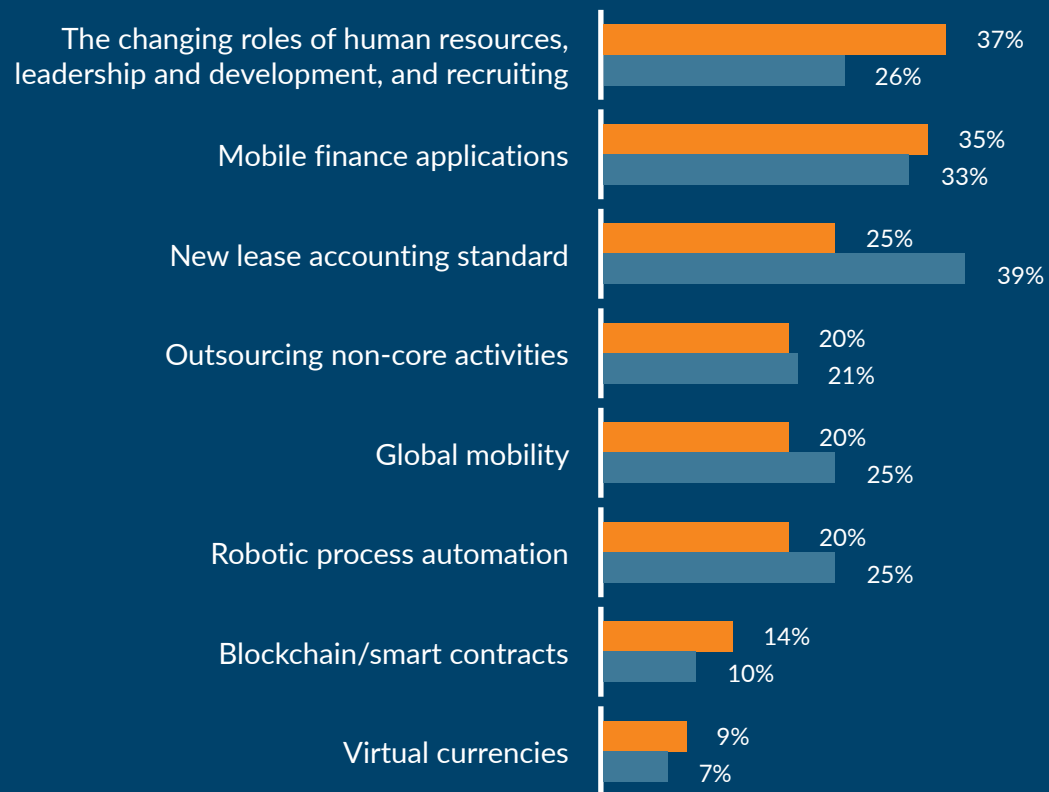 The changing roles of human resources,
leadership and development, and recruiting
37%
26%
Mobile finance applications
35%
33%
New lease accounting standard
25%
39%
Outsourcing non-core activities
20%
21%
Global mobility
20%
25%
Robotic process automation
20%
25%
Blockchain/smart contracts
14%
10%
Virtual currencies
9%
7%